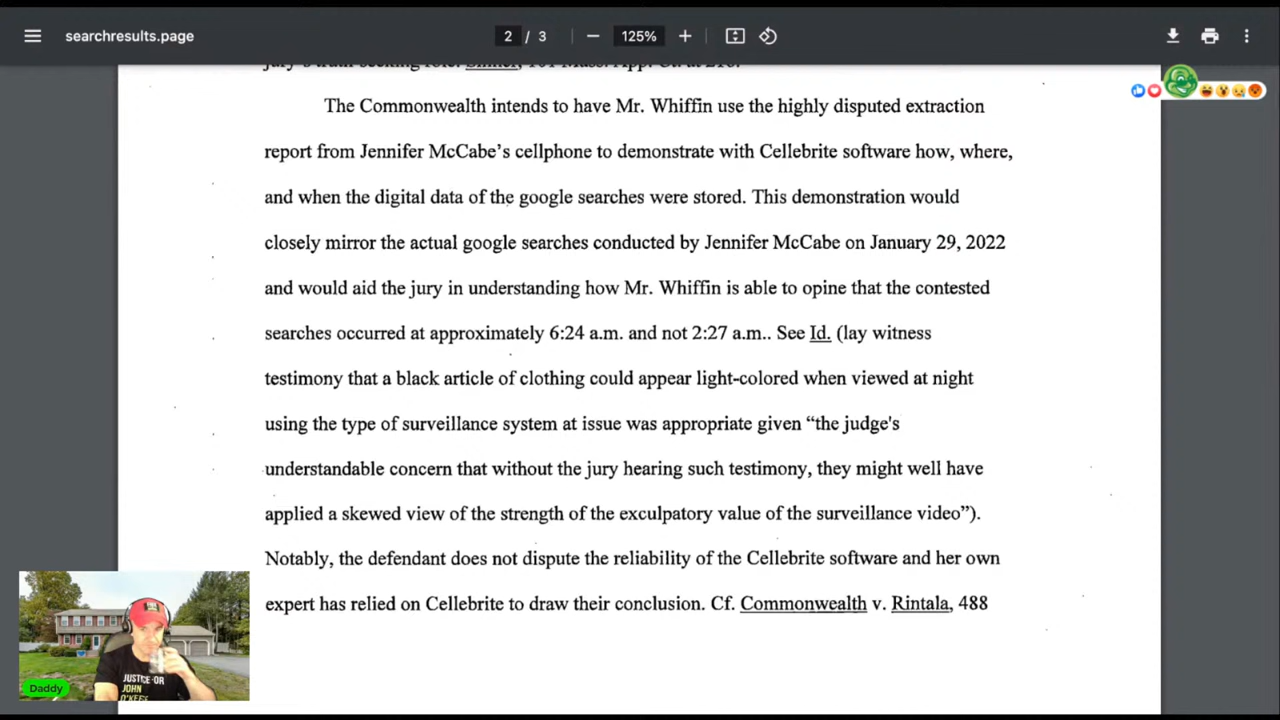 searchresults.page
2 / 3
125%
The Commonwealth intends to have Mr. Whiffin use the highly disputed extraction
report from Jennifer McCabe's cellphone to demonstrate with Cellebrite software how, where,
and when the digital data of the google searches were stored. This demonstration would
closely mirror the actual google searches conducted by Jennifer McCabe on January 29, 2022
and would aid the jury in understanding how Mr. Whiffin is able to opine that the contested
searches occurred at approximately 6:24 a.m. and not 2:27 a.m.. See Id. (lay witness
testimony that a black article of clothing could appear light-colored when viewed at night
using the type of surveillance system at issue was appropriate given “the judge's
understandable concern that without the jury hearing such testimony, they might well have
applied a skewed view of the strength of the exculpatory value of the surveillance video”).
Notably, the defendant does not dispute the reliability of the Cellebrite software and her own
expert has relied on Cellebrite to draw their conclusion. Cf. Commonwealth v. Rintala, 488
JUSTICE
JOHN
Daddy